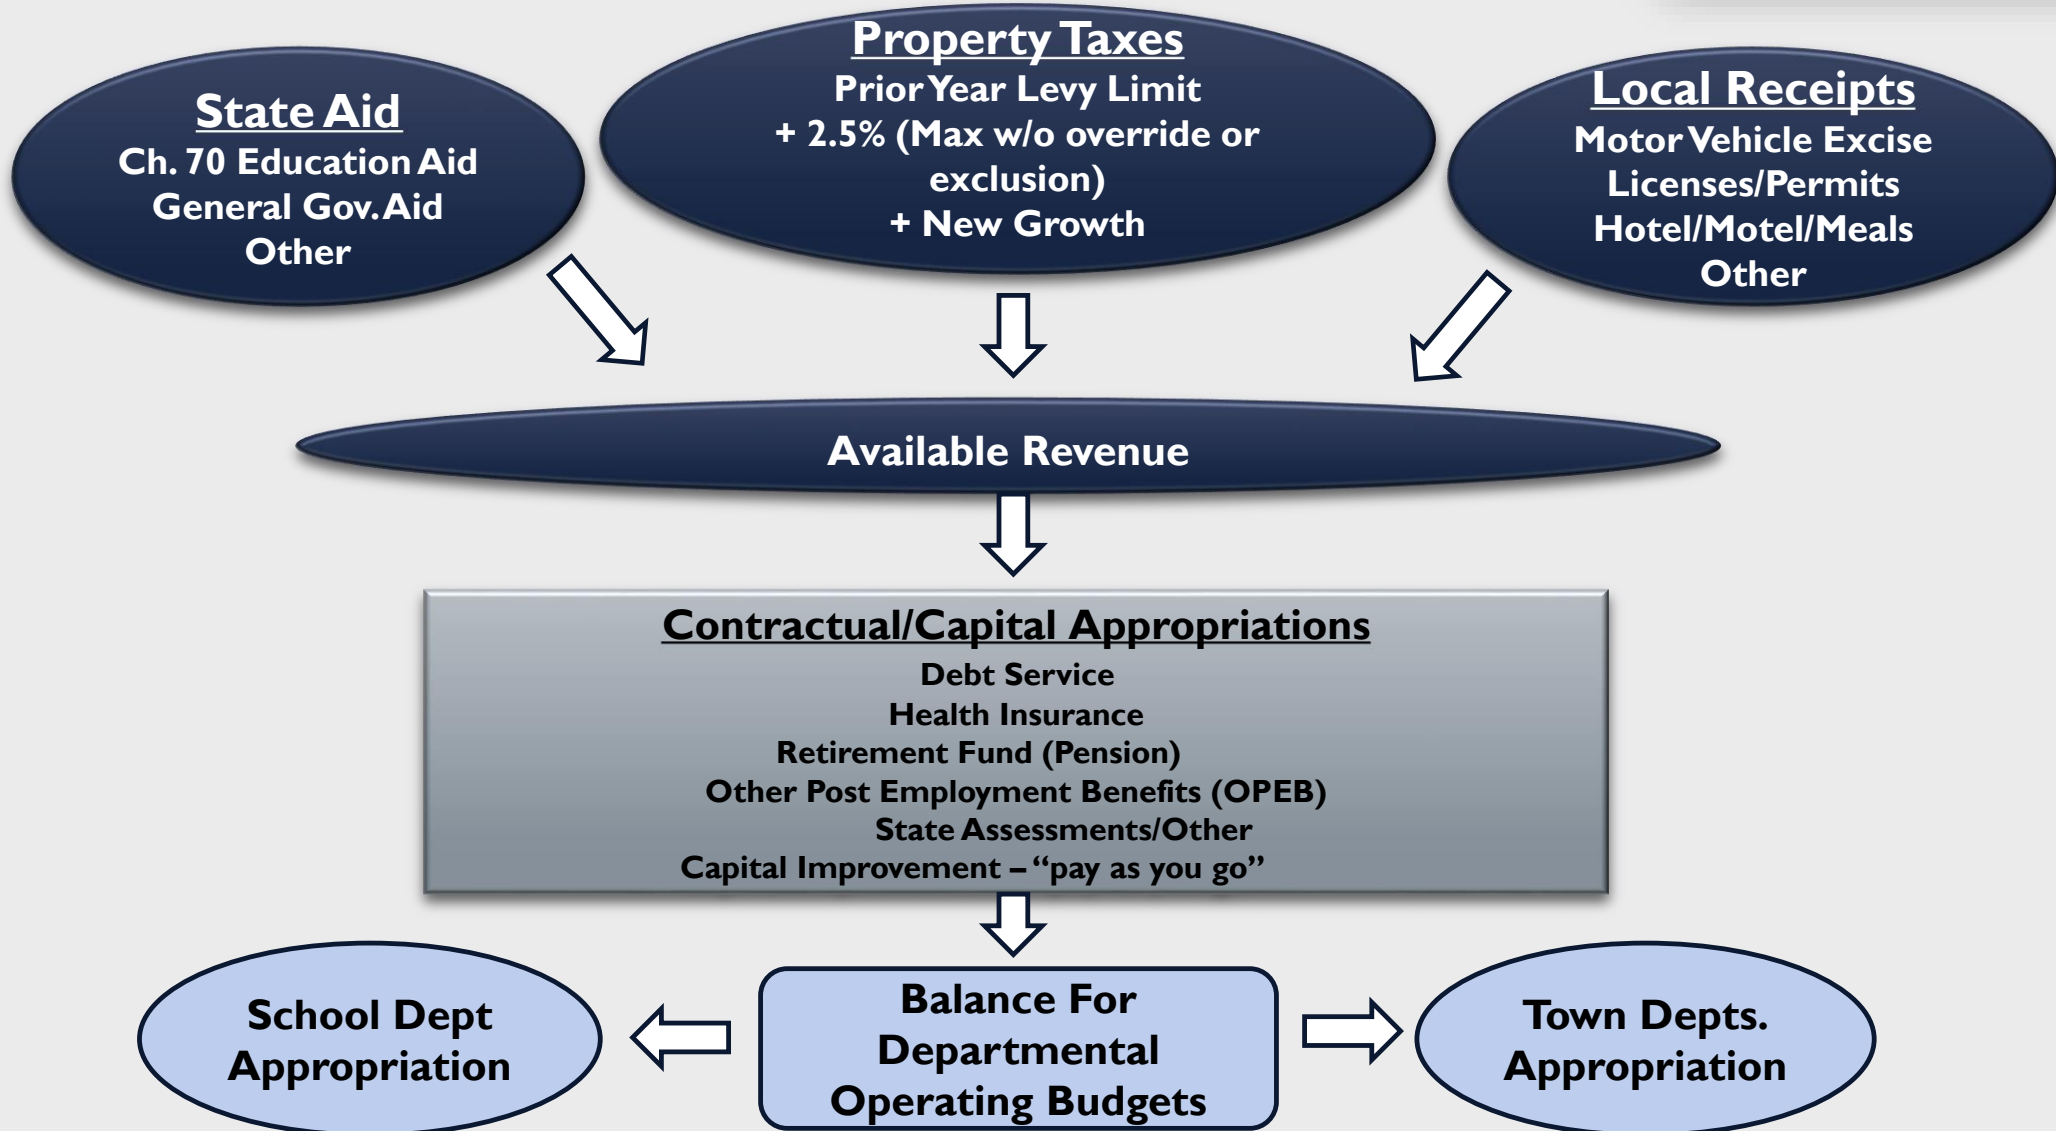 State Aid
Ch. 70 Education Aid
General Gov. Aid
Other
Property Taxes
Prior Year Levy Limit
+ 2.5% (Max w/o override or
exclusion)
+ New Growth
Local Receipts
Motor Vehicle Excise
Licenses/Permits
Hotel/Motel/Meals
Other
Available Revenue
Contractual/Capital Appropriations
Debt Service
Health Insurance
Retirement Fund (Pension)
Other Post Employment Benefits (OPEB)
State Assessments/Other
Capital Improvement – “pay as you go”
School Dept
Appropriation
Balance For
Departmental
Operating Budgets
Town Depts.
Appropriation